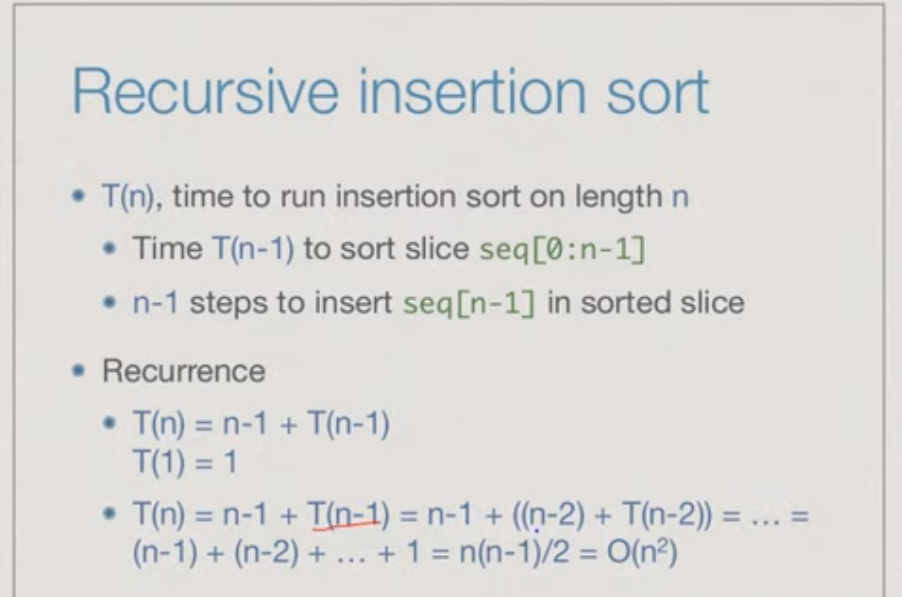 Recursive insertion sort
T(n), time to run insertion sort on length n
Time T(n-1) to sort slice seq[0:n-1]
n-1 steps to insert seq[n-1] in sorted slice
Recurrence
T(n) = n-1 + T(n-1)
T(1) = 1
T(n) = n-1 + T(n-1) = n-1 + ((n-2) + T(n-2)) = … =
(n-1) + (n-2) + … + 1 = n(n-1)/2 = O(n²)